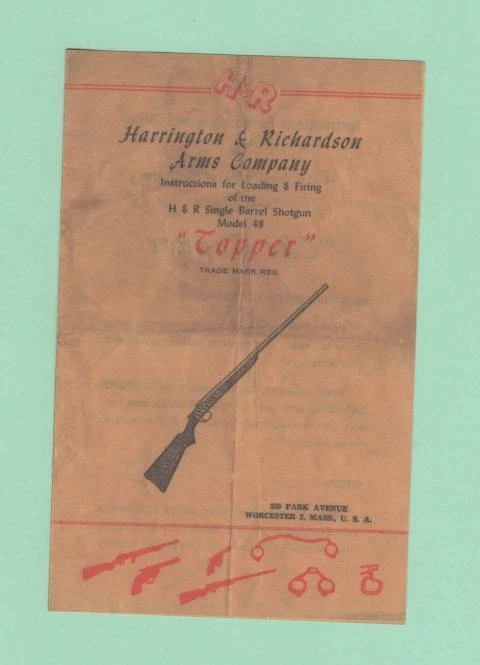 H&R
Harrington & Richardson
Arms Company
Instructions for Loading & Firing
of the
H & R Single Barrel Shotgun
Model 48
"Topper"
TRADE MARK REG.
320 PARK AVENUE
WORCESTER 2, MASS., U. S. A.